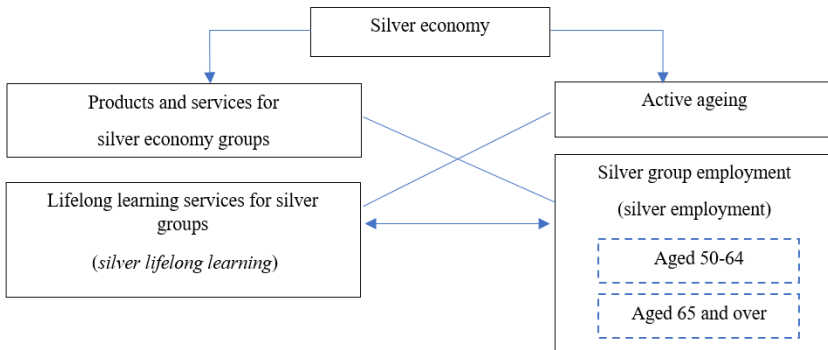 Silver economy
Products and services for
silver economy groups
Active ageing
Lifelong learning services for silver
groups
(silver lifelong learning)
Silver group employment
(silver employment)
Aged 50-64
Aged 65 and over